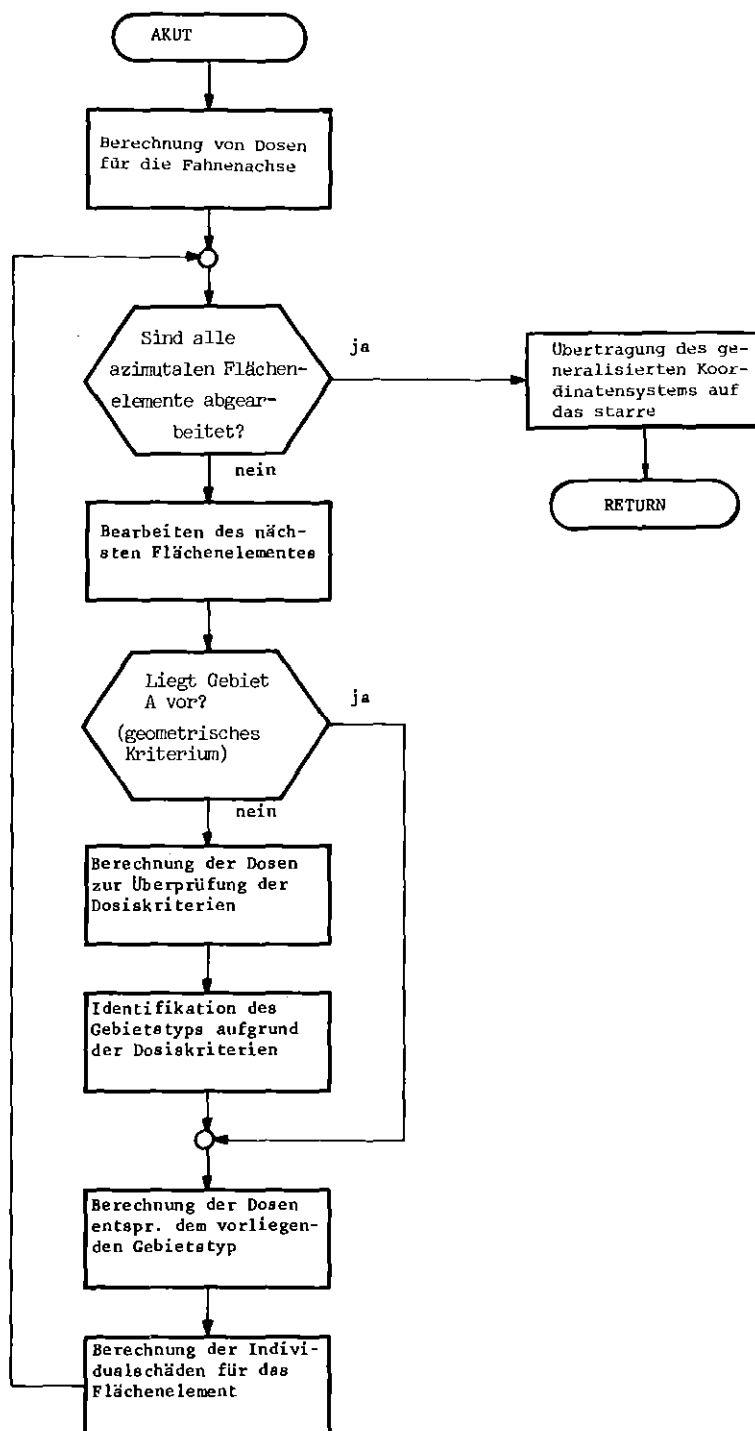 AKUT
Berechnung von Dosen
für die Fahnenachse
Sind alle
azimutalen Flächen-
elemente abgear-
beitet?
ja
Übertragung des ge-
neralisierten Koor-
dinatensystems auf
das starre
RETURN
nein
Bearbeiten des näch-
sten Flächenelementes
Liegt Gebiet
A vor?
(geometrisches
Kriterium)
ja
nein
Berechnung der Dosen
zur Überprüfung der
Dosiskriterien
Identifikation des
Gebietstyps aufgrund
der Dosiskriterien
Berechnung der Dosen
entspr. dem vorliegen-
den Gebietstyp
Berechnung der Indivi-
dualschäden für das
Flächenelement